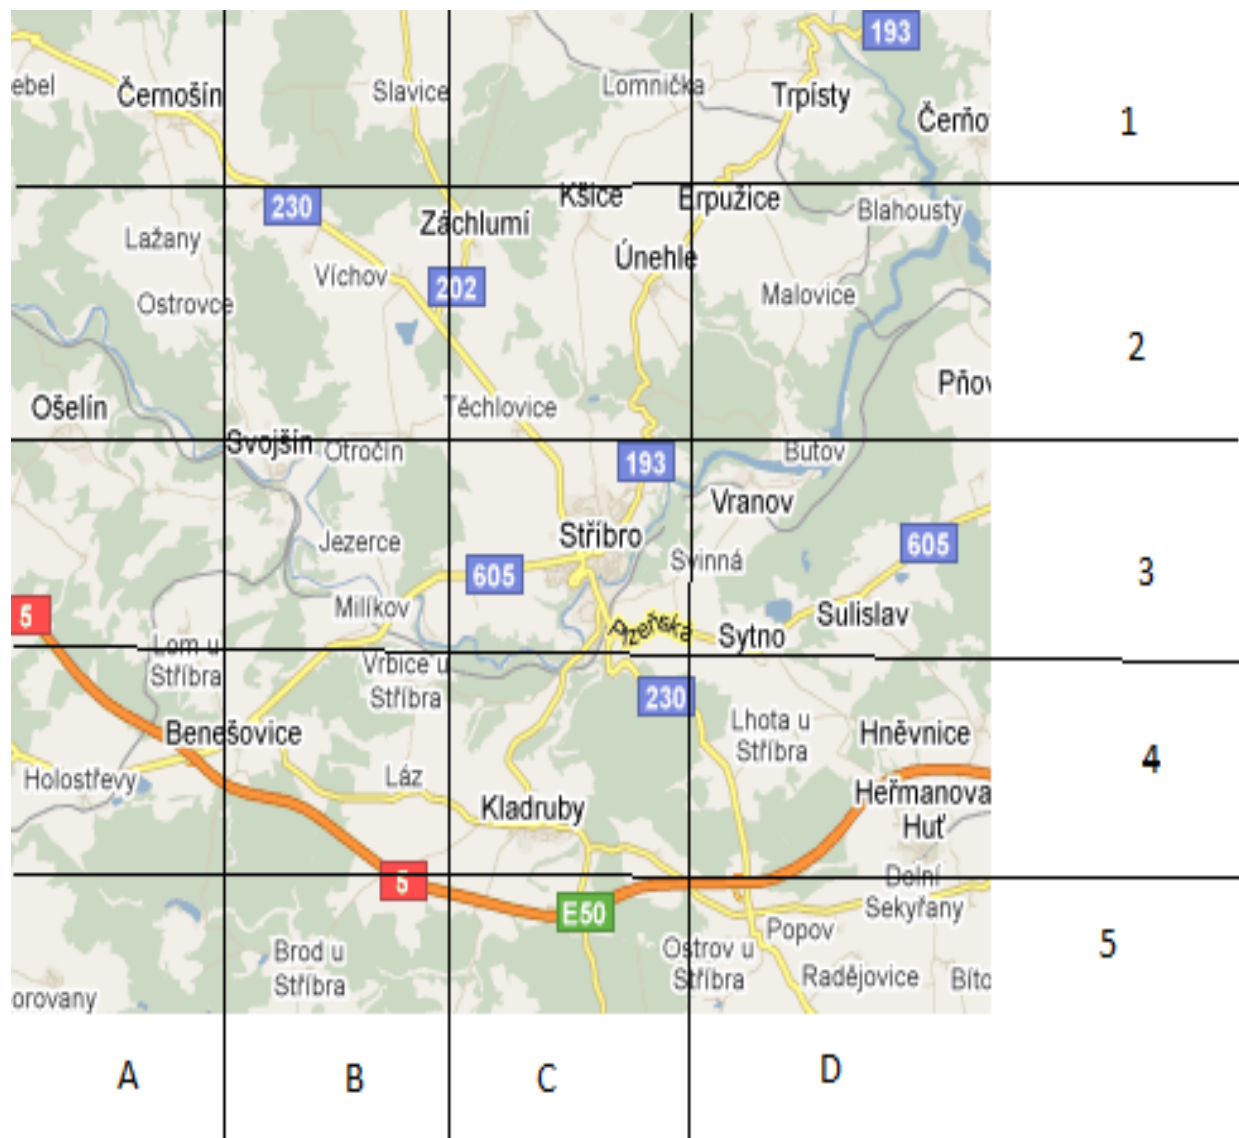 193
ebel
Černošín
Slavice
Lomnička
Trpísty
Černo
1
230
Záchlumí
Kšice
Erpužice
Blahousty
Lažany
Víchov
202
Únehle
Malovice
Ostrovce
2
Ošelín
Těchlovice
Pňov
Svojšín
Otročín
193
Butov
Vranov
Jezerce
Stříbro
Svinná
605
605
3
5
Milíkov
Plzeňská
Sytno
Sulislav
Lom u
Stříbra
Vrbice u
Stříbra
230
Lhota u
Stříbra
Hněvnice
4
Benešovice
Holostřevy
Láz
Kladruby
Heřmanova
Huť
5
E50
Dolní
Sekyřany
Popov
5
Brod u
Stříbra
Ostrov u
Stříbra
Radějovice
Bítc
orovany
A
B
C
D